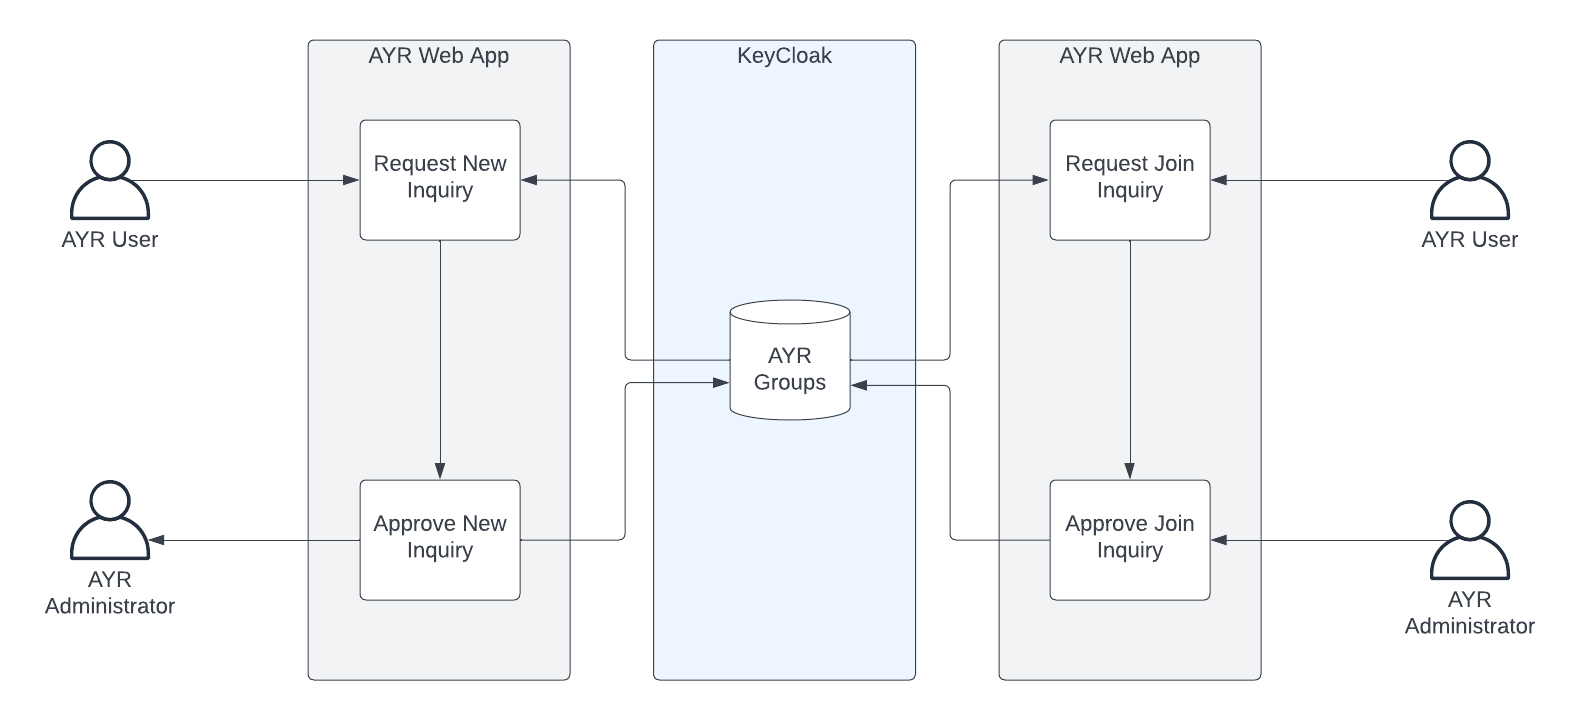 AYR Web App
KeyCloak
AYR Web App
Request New
Inquiry
Request Join
Inquiry
AYR User
AYR User
AYR
Groups
Approve New
Inquiry
Approve Join
Inquiry
AYR
Administrator
AYR
Administrator